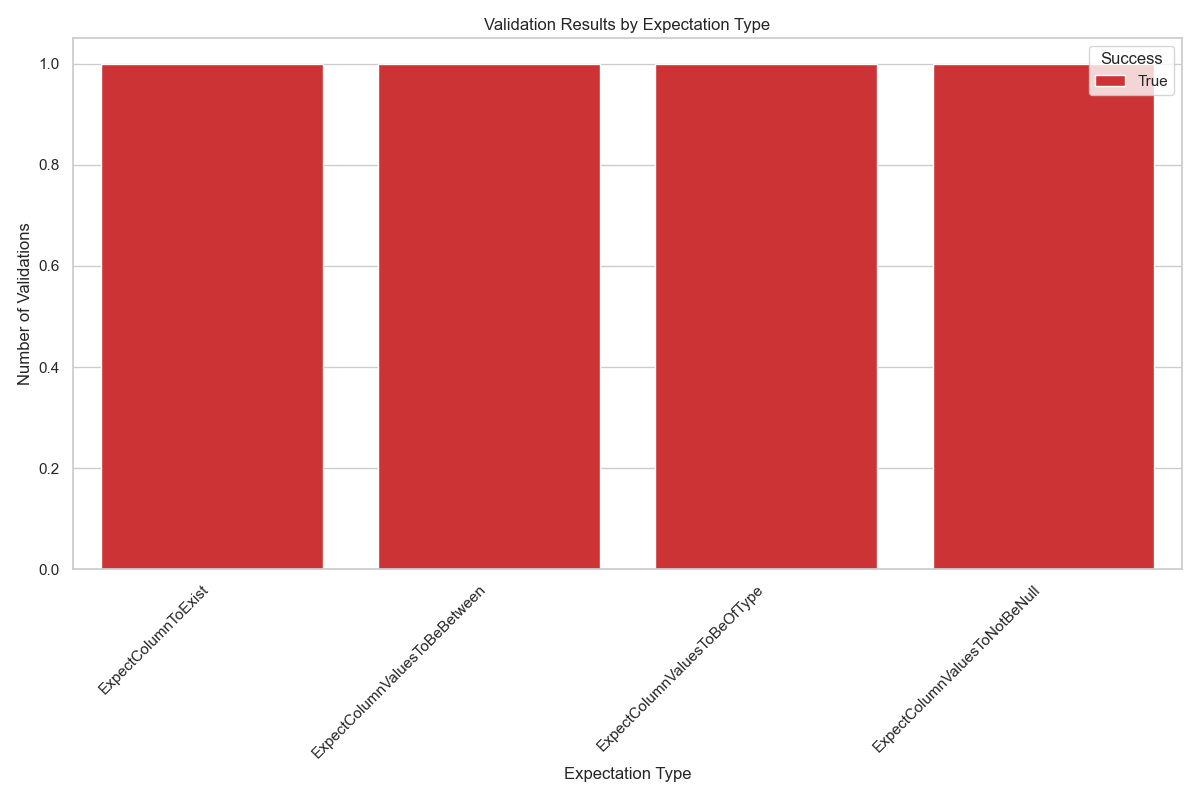 Validation Results by Expectation Type
Success
True
1.0
0.8
0.6
0.4
0.2
0.0
Number of Validations
ExpectColumnToExist
ExpectColumnValuesToBeBetween
ExpectColumnValuesToBeOfType
ExpectColumnValuesToNotBeNull
Expectation Type